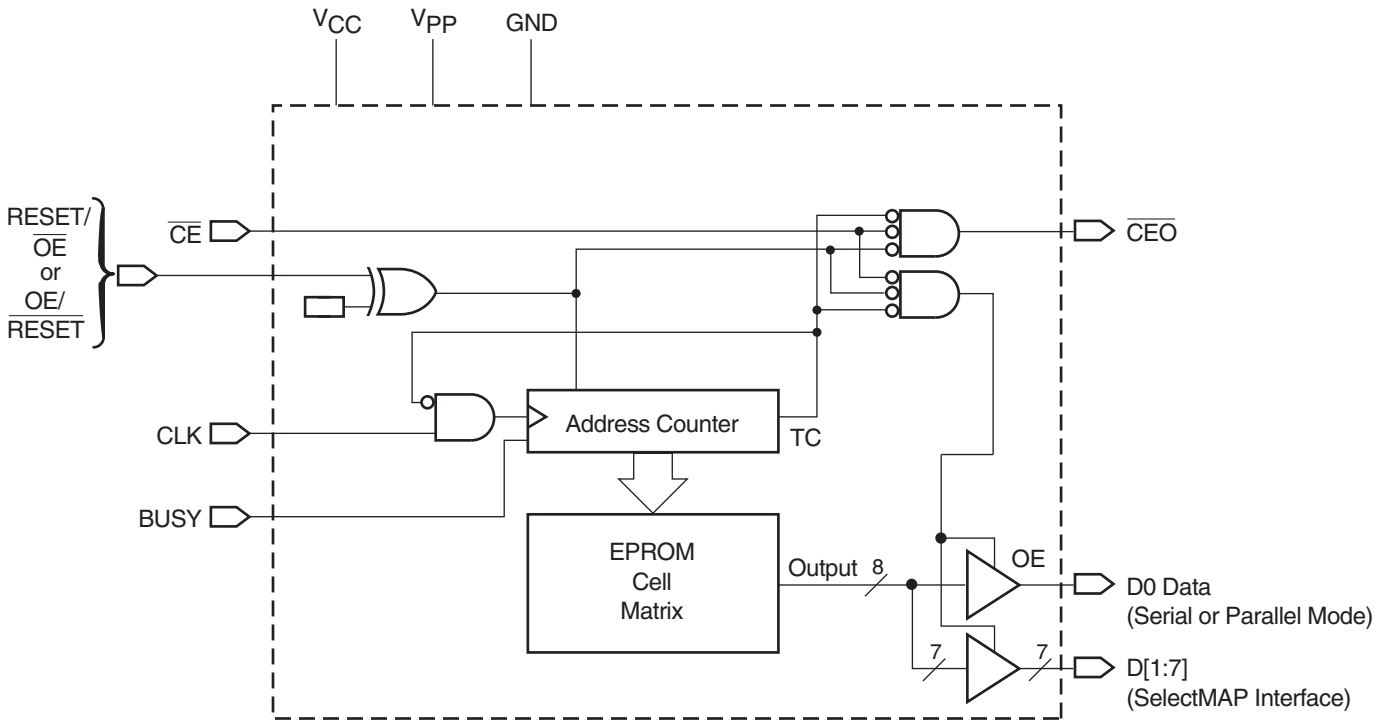 VCC
VPP
GND
RESET/
OE
or
OE/
RESET
CE
CEO
CLK
Address Counter
TC
BUSY
EPROM
Cell
Matrix
Output
8
OE
D0 Data
(Serial or Parallel Mode)
7
7
D[1:7]
(SelectMAP Interface)